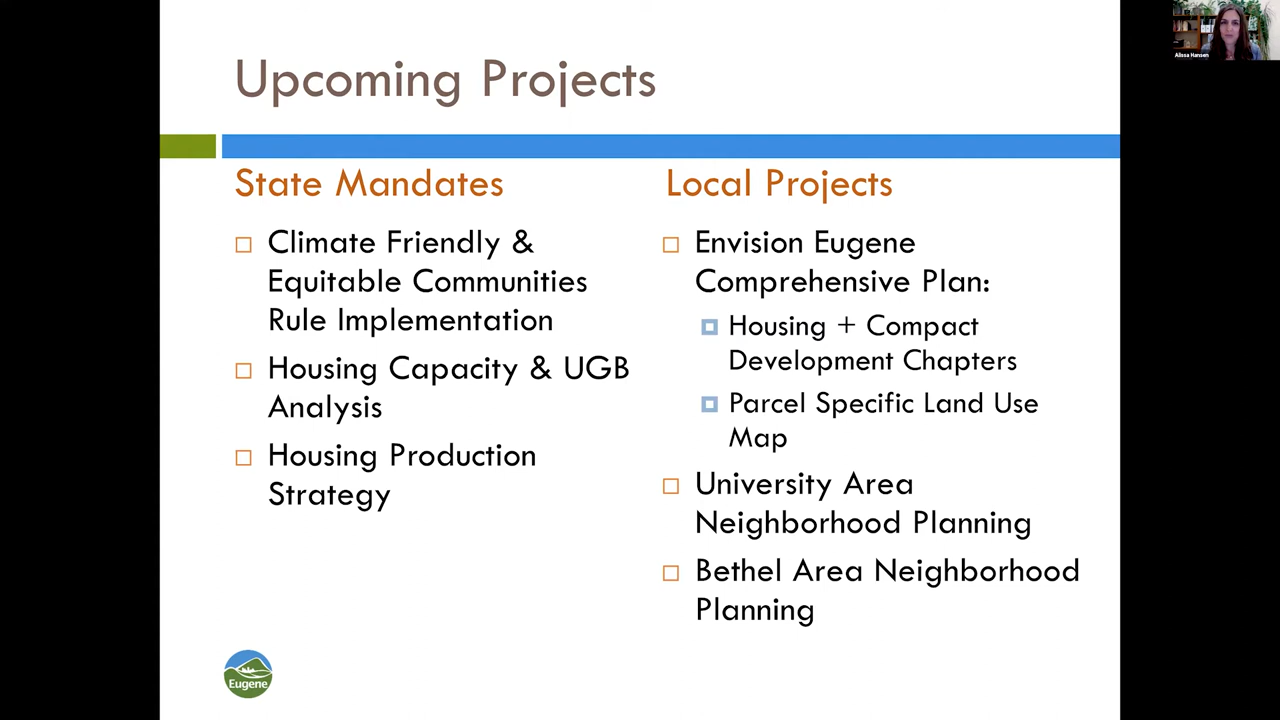 Upcoming Projects
State Mandates
Climate Friendly &
Equitable Communities
Rule Implementation
Housing Capacity & UGB
Analysis
Housing Production
Strategy
Local Projects
Envision Eugene
Comprehensive Plan:
Housing + Compact
Development Chapters
Parcel Specific Land Use
Map
University Area
Neighborhood Planning
Bethel Area Neighborhood
Planning
Eugene
Alissa Hansen